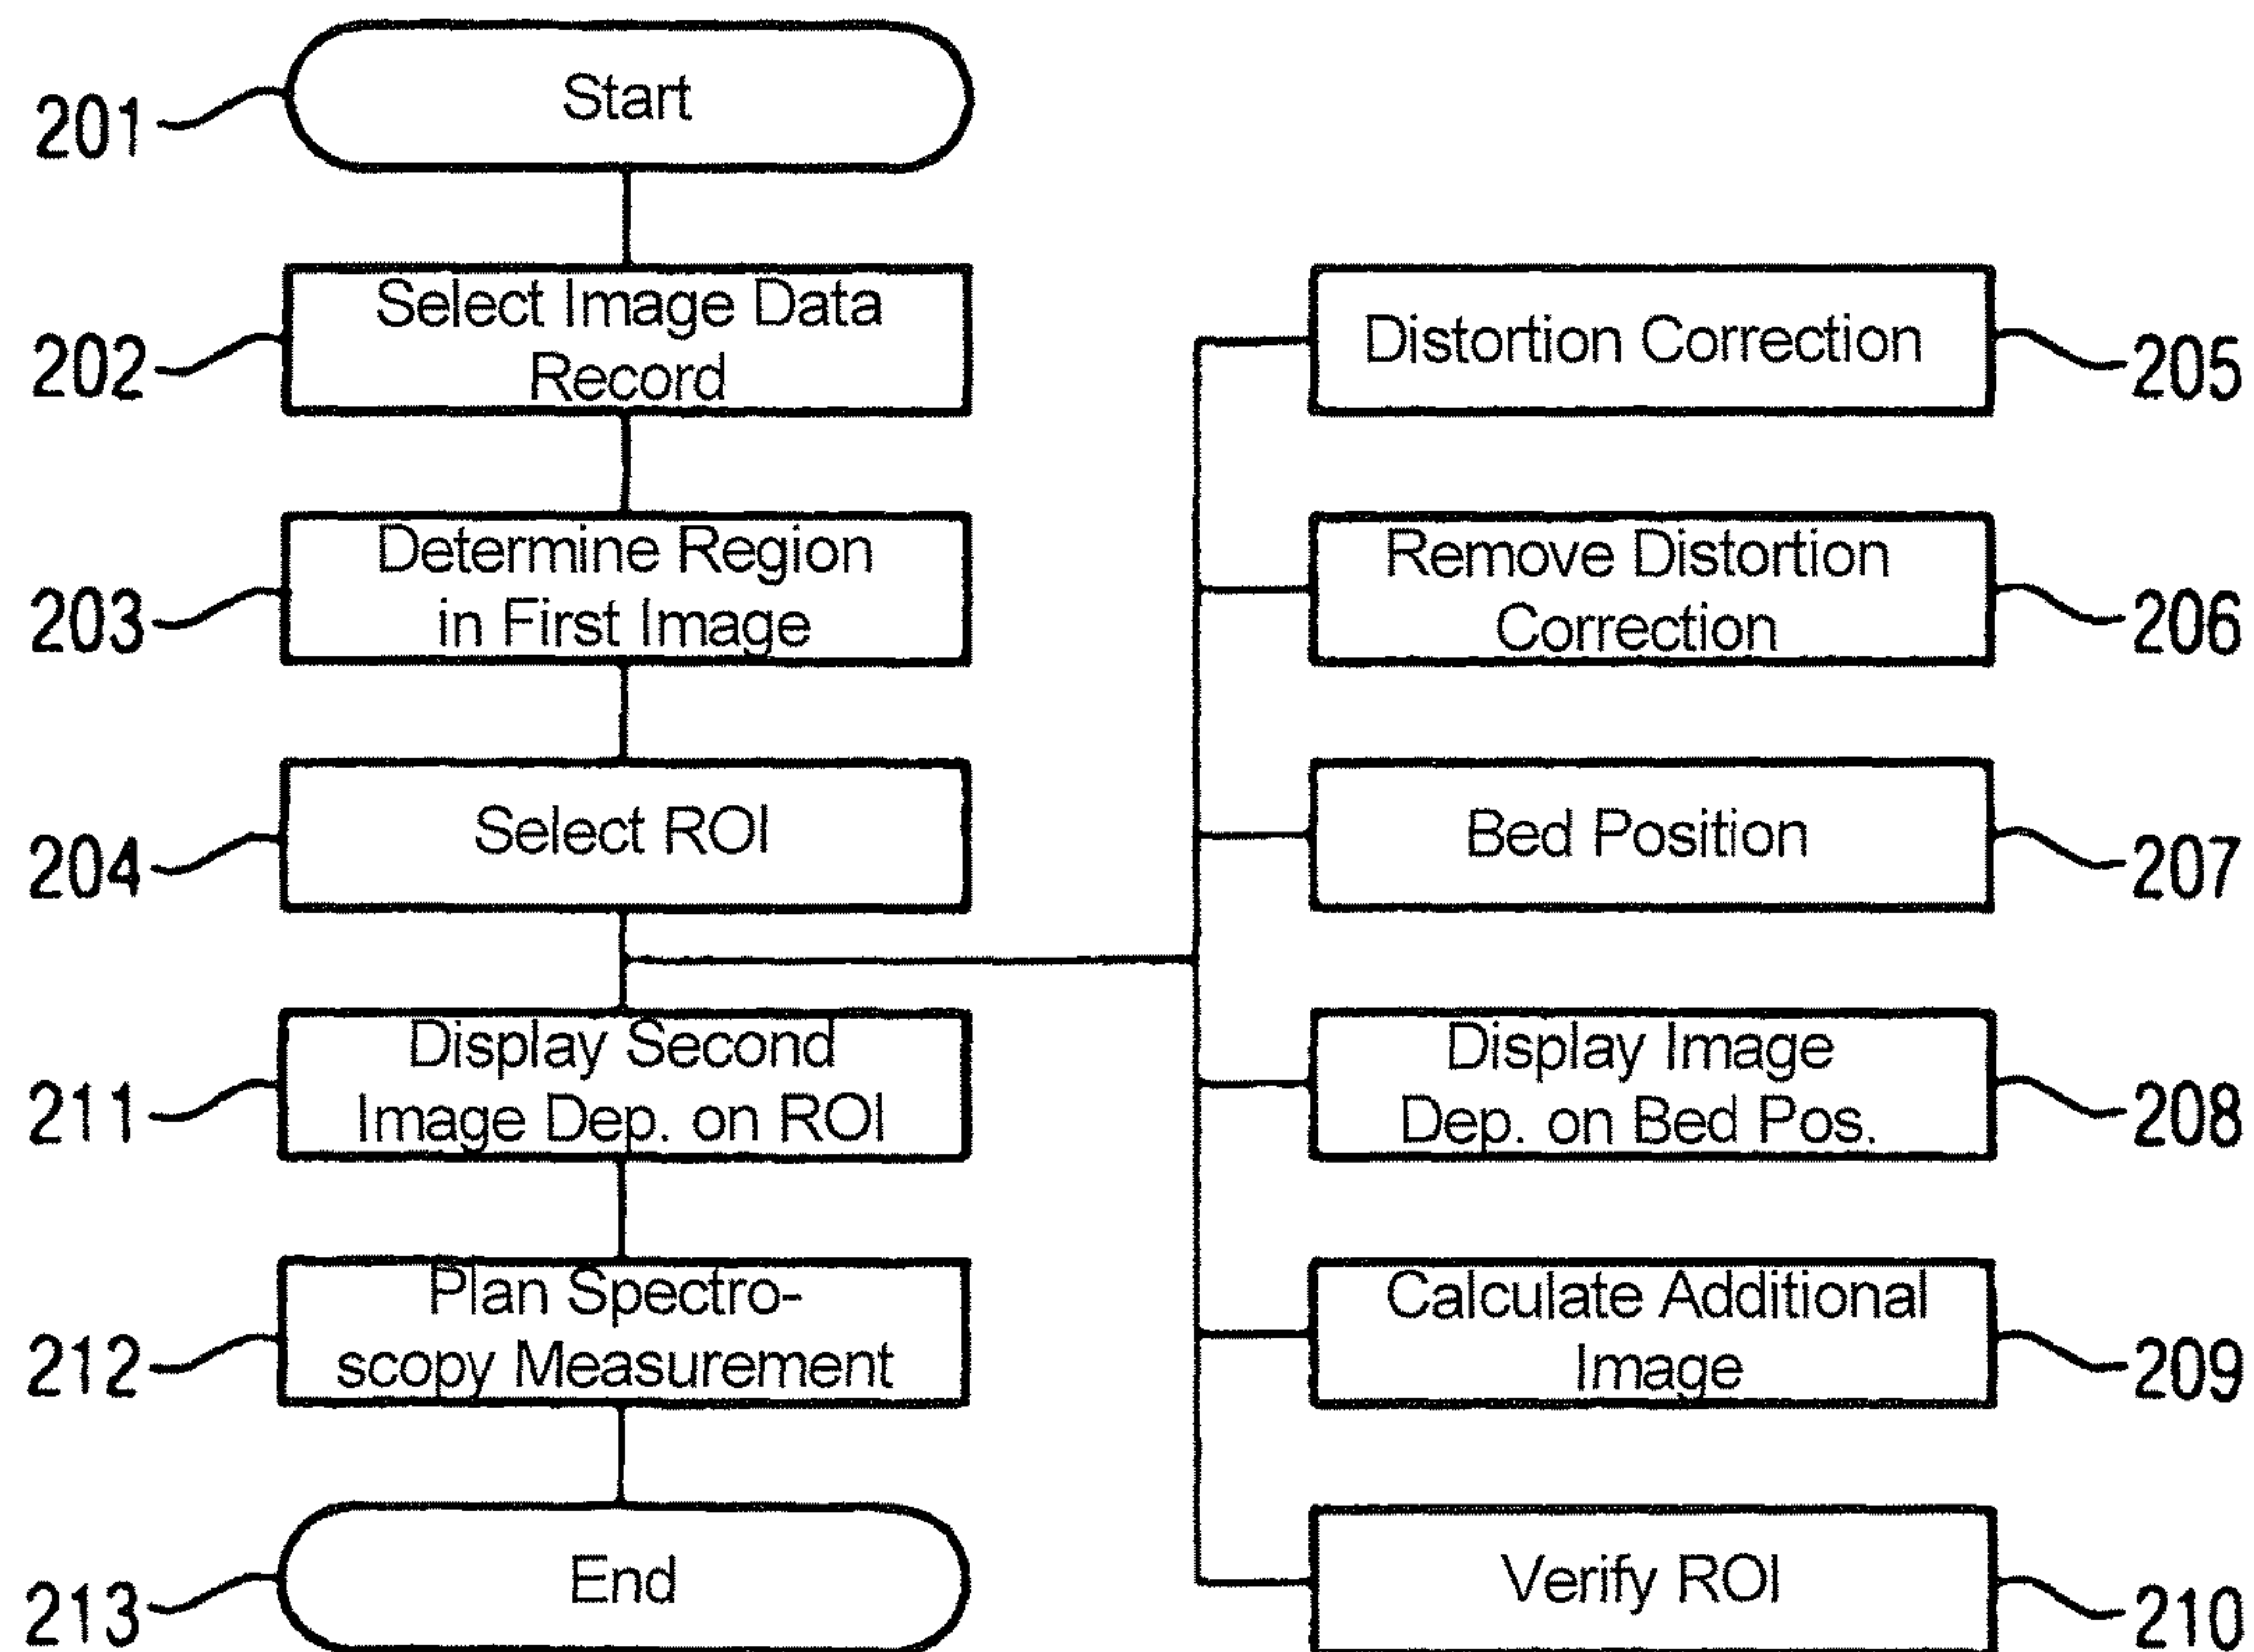 201
Start
202
Select Image Data
Record
203
Determine Region
in First Image
204
Select ROI
211
Display Second
Image Dep. on ROI
212
Plan Spectro-
scopy Measurement
213
End
Distortion Correction
205
Remove Distortion
Correction
206
Bed Position
207
Display Image
Dep. on Bed Pos.
208
Calculate Additional
Image
209
Verify ROI
210